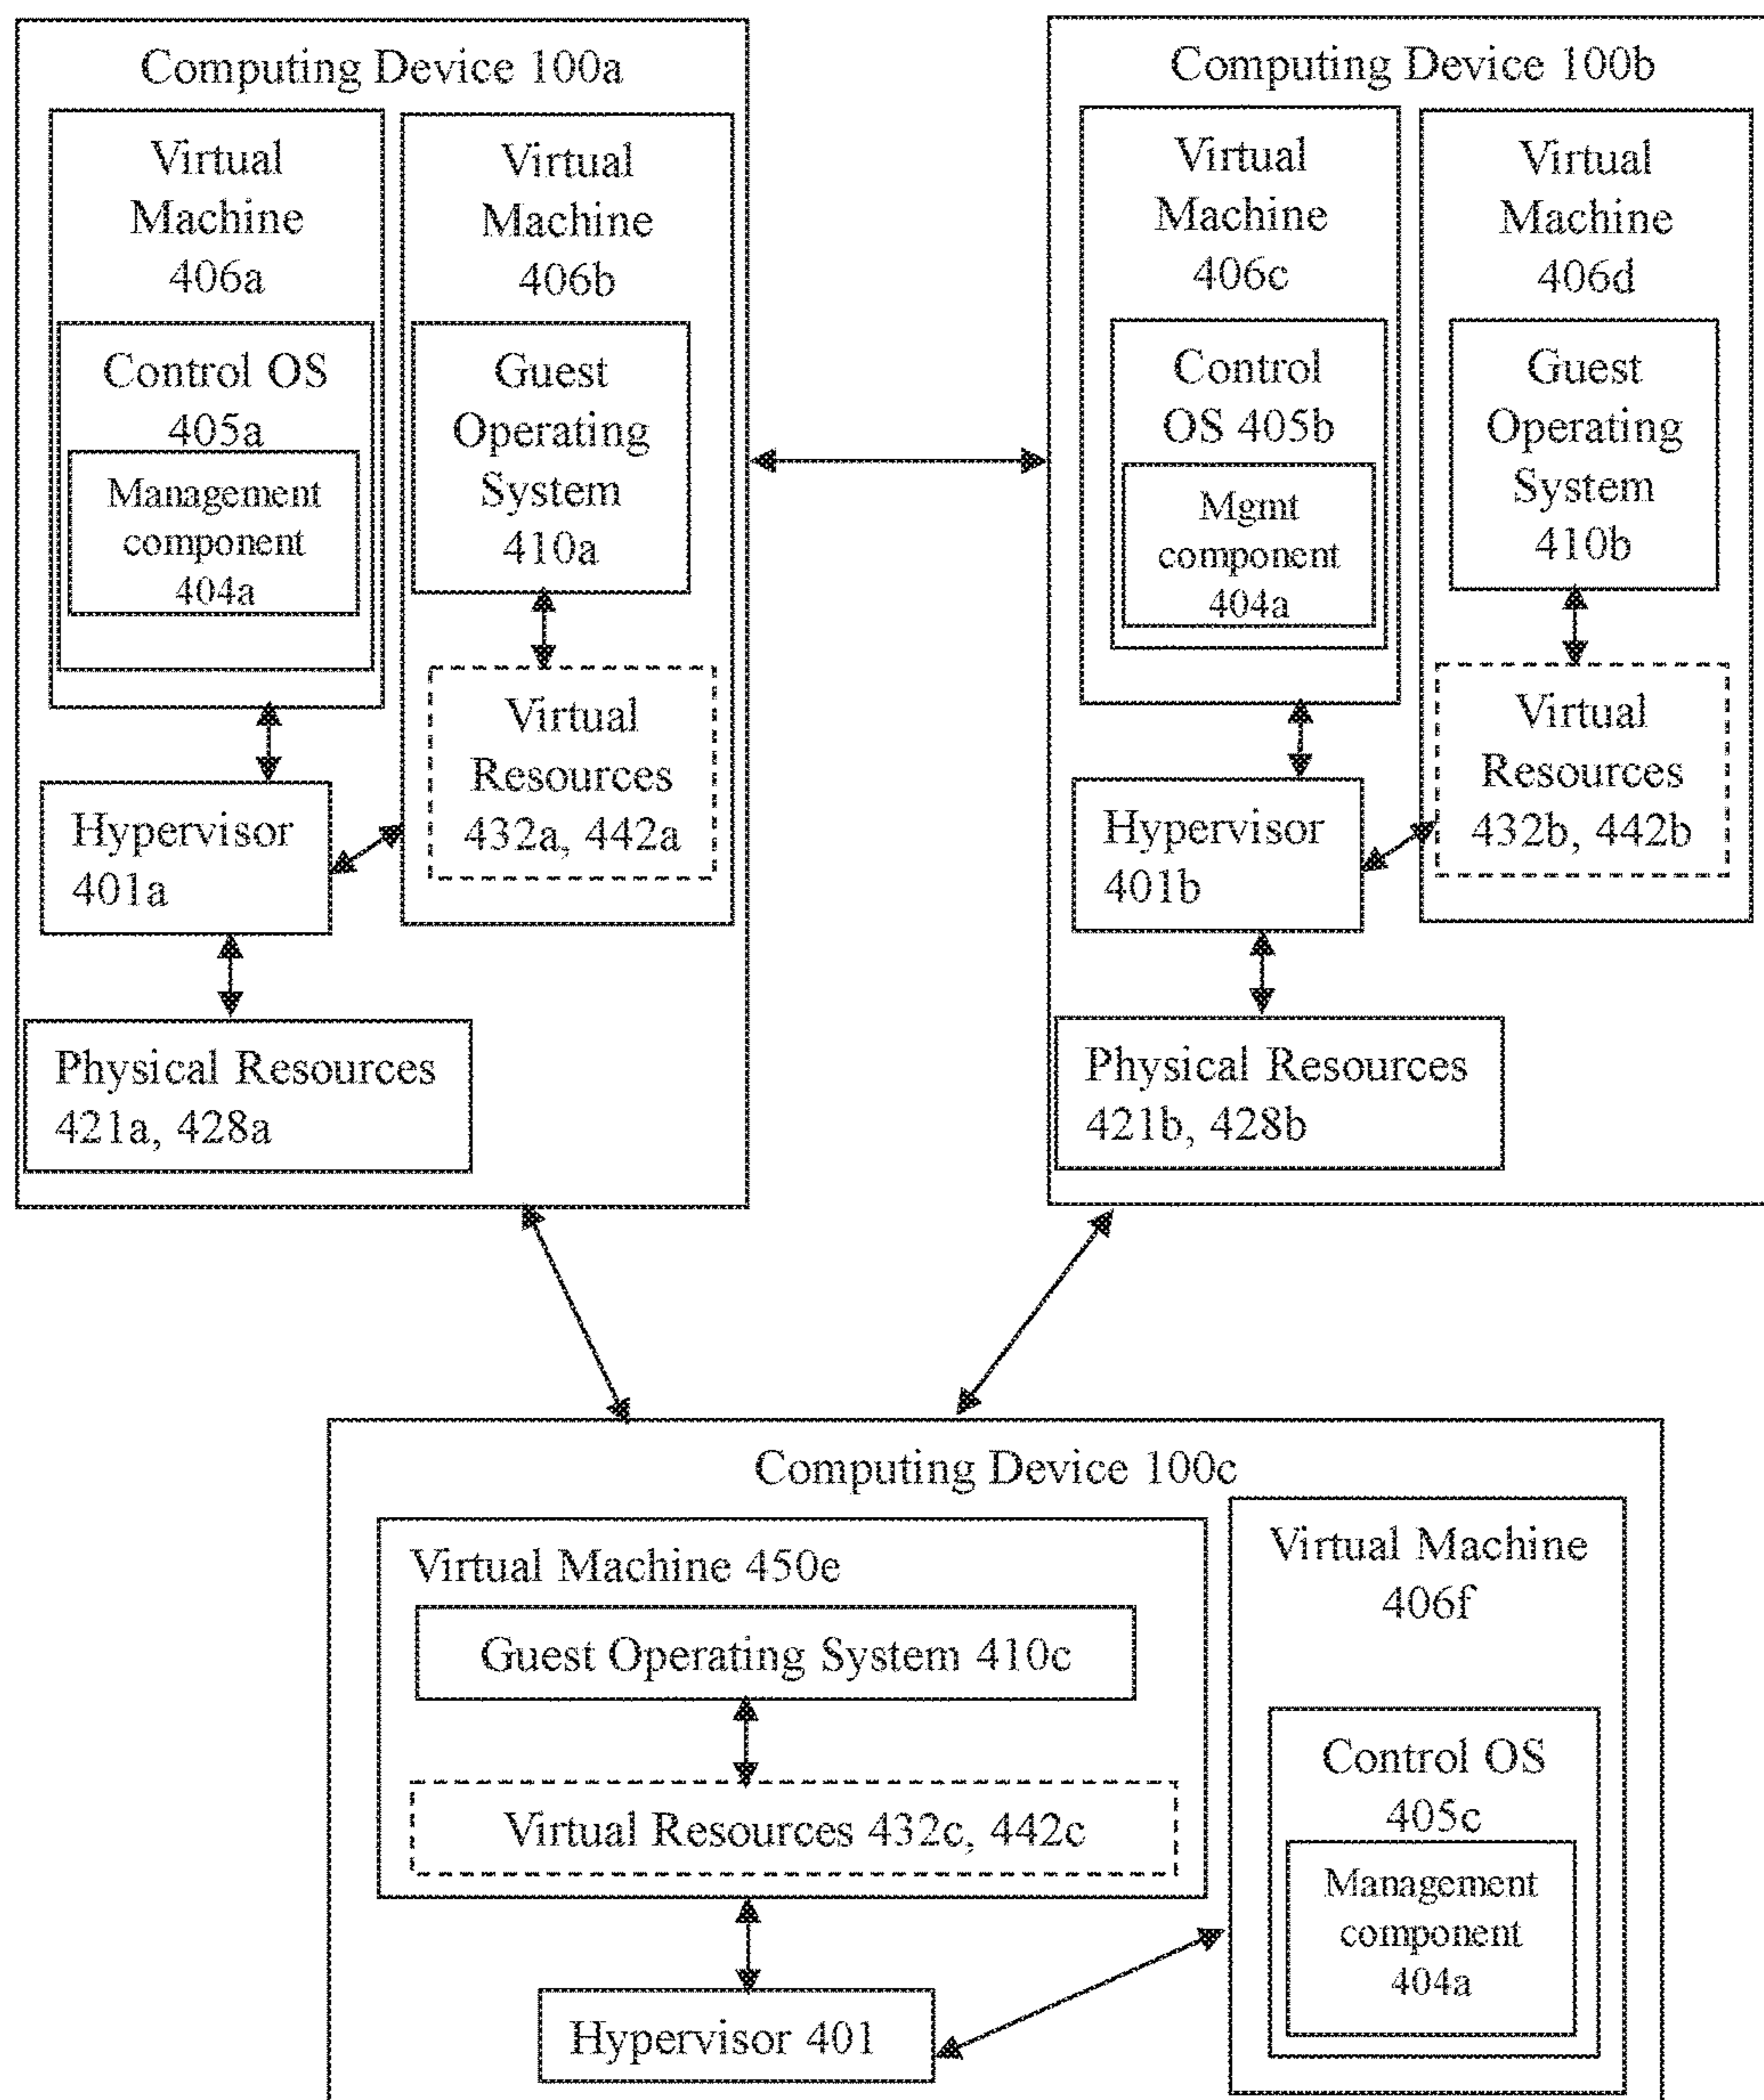 Computing Device 100a
Virtual
Machine
406a
Control OS
405a
Management
component
404a
Virtual
Machine
406b
Guest
Operating
System
410a
Virtual
Resources
432a, 442a
Hypervisor
401a
Physical Resources
421a, 428a
Computing Device 100b
Virtual
Machine
406c
Control
OS 405b
Mgmt
component
404a
Virtual
Machine
406d
Guest
Operating
System
410b
Virtual
Resources
432b, 442b
Hypervisor
401b
Physical Resources
421b, 428b
Computing Device 100c
Virtual Machine 450e
Guest Operating System 410c
Virtual Resources 432c, 442c
Hypervisor 401
Virtual Machine
406f
Control OS
405c
Management
component
404a